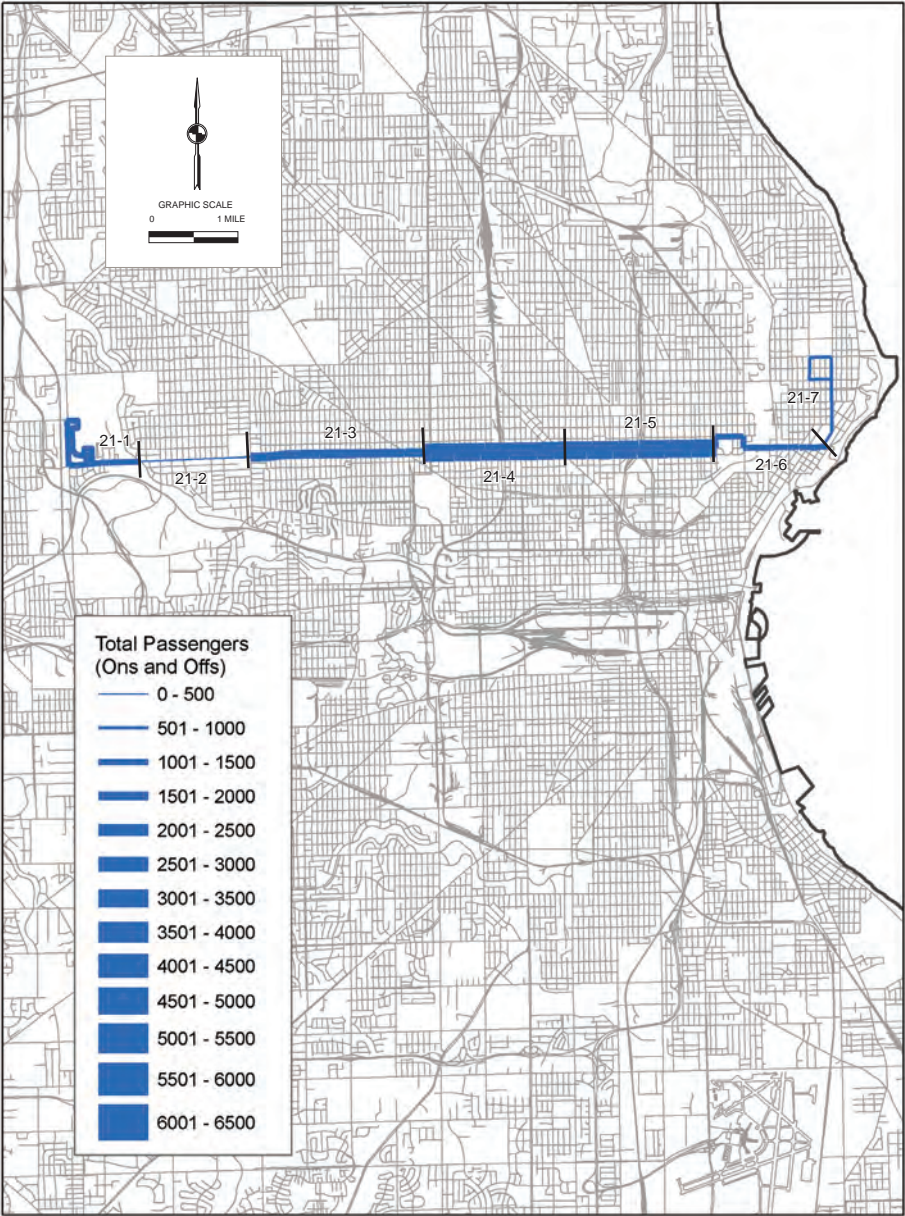 GRAPHIC SCALE
0 1 MILE
21-1
21-2
21-3
21-4
21-5
21-6
21-7
Total Passengers
(Ons and Offs)
0 - 500
501 - 1000
1001 - 1500
1501 - 2000
2001 - 2500
2501 - 3000
3001 - 3500
3501 - 4000
4001 - 4500
4501 - 5000
5001 - 5500
5501 - 6000
6001 - 6500